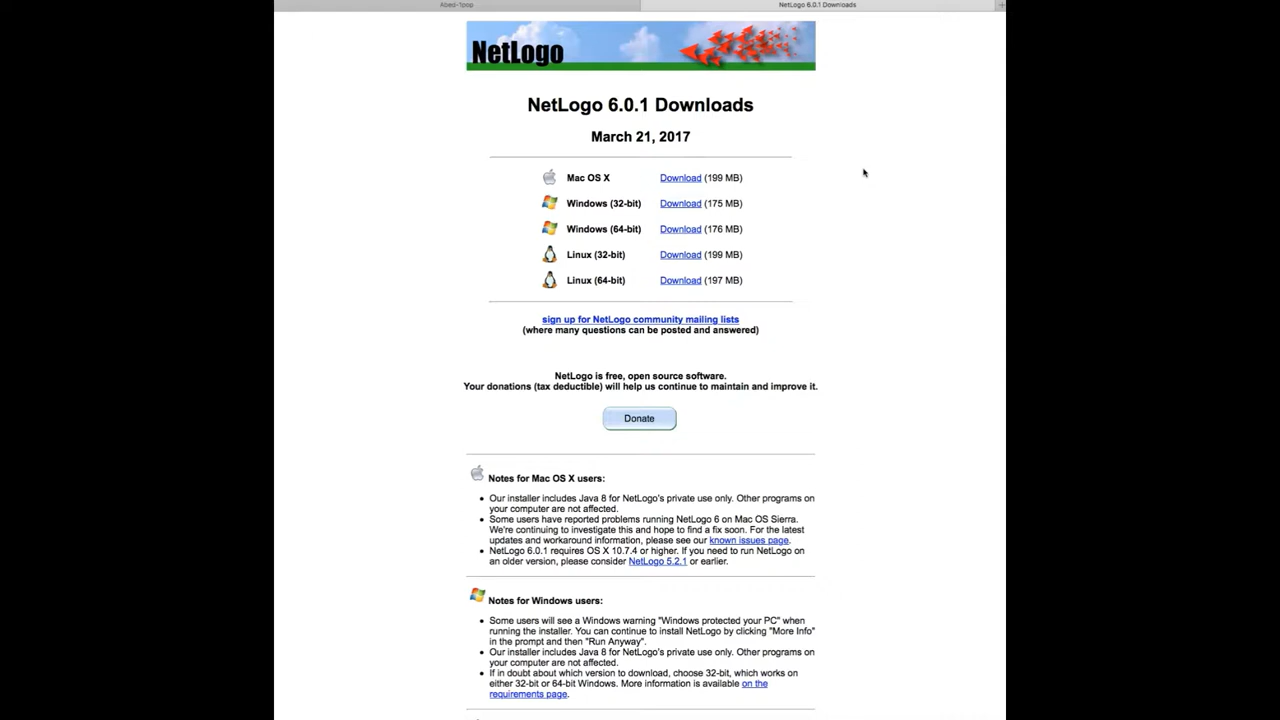 Abed-1pop
NetLogo 6.0.1 Downloads
NetLogo
NetLogo 6.0.1 Downloads
March 21, 2017
Mac OS X Download (199 MB)
Windows (32-bit) Download (175 MB)
Windows (64-bit) Download (176 MB)
Linux (32-bit) Download (199 MB)
Linux (64-bit) Download (197 MB)
sign up for NetLogo community mailing lists
(where many questions can be posted and answered)
NetLogo is free, open source software.
Your donations (tax deductible) will help us continue to maintain and improve it.
Donate
Notes for Mac OS X users:
• Our installer includes Java 8 for NetLogo's private use only. Other programs on
your computer are not affected.
• Some users have reported problems running NetLogo 6 on Mac OS Sierra.
We're continuing to investigate this and hope to find a fix soon. For the latest
updates and workaround information, please see our known issues page.
• NetLogo 6.0.1 requires OS X 10.7.4 or higher. If you need to run NetLogo on
an older version, please consider NetLogo 5.2.1 or earlier.
Notes for Windows users:
• Some users will see a Windows warning "Windows protected your PC" when
running the installer. You can continue to install NetLogo by clicking "More Info"
in the prompt and then "Run Anyway".
• Our installer includes Java 8 for NetLogo's private use only. Other programs on
your computer are not affected.
• If in doubt about which version to download, choose 32-bit, which works on
either 32-bit or 64-bit Windows. More information is available on the
requirements page.